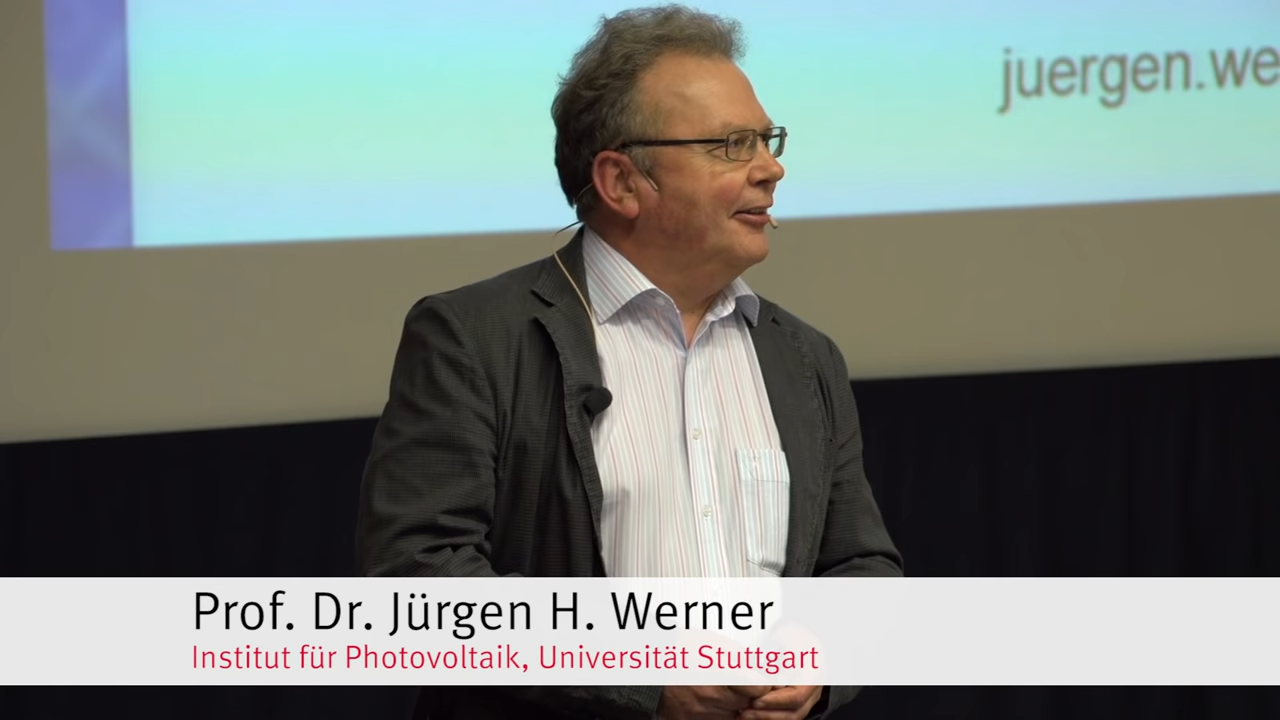 juergen.we
Prof. Dr. Jürgen H. Werner
Institut für Photovoltaik, Universität Stuttgart